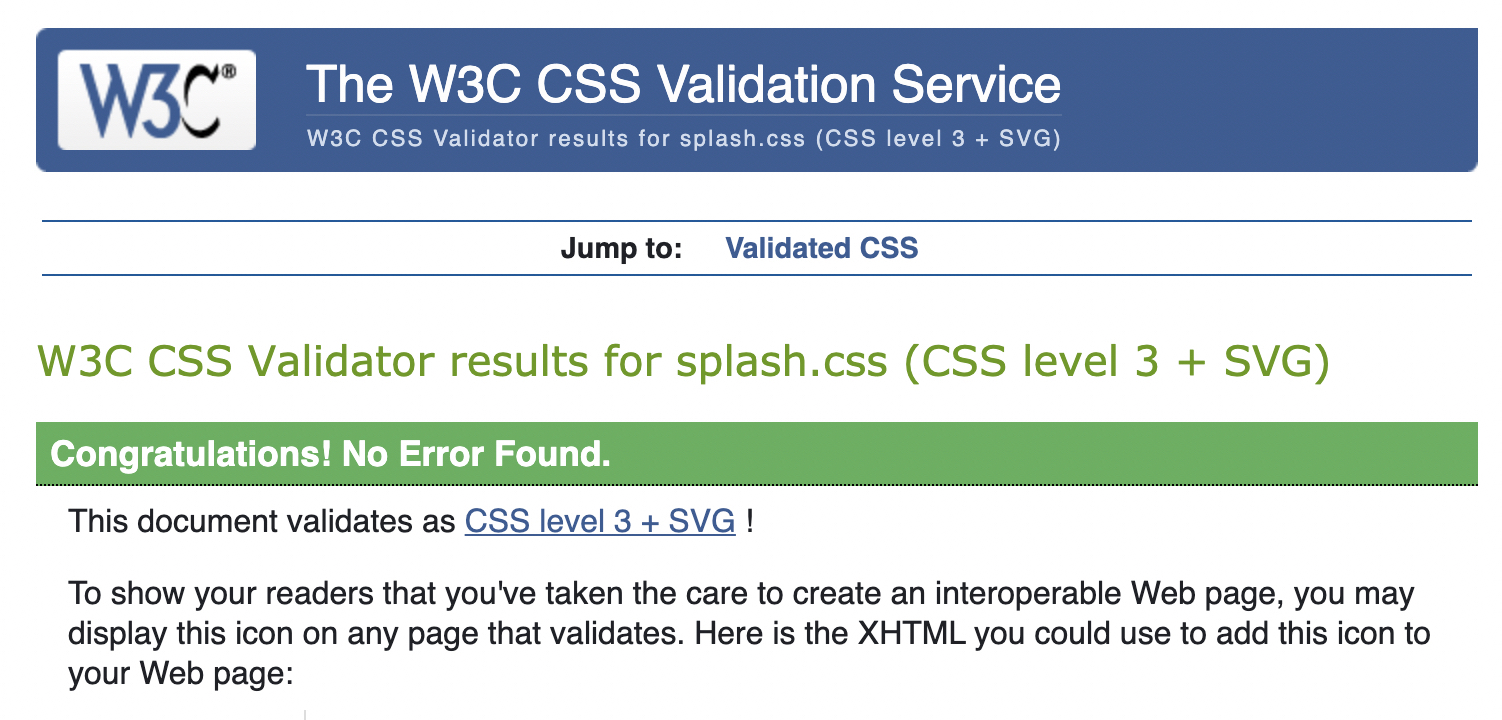 W3C®
The W3C CSS Validation Service
W3C CSS Validator results for splash.css (CSS level 3 + SVG)
Jump to: Validated CSS
W3C CSS Validator results for splash.css (CSS level 3 + SVG)
Congratulations! No Error Found.
This document validates as CSS level 3 + SVG !
To show your readers that you've taken the care to create an interoperable Web page, you may
display this icon on any page that validates. Here is the XHTML you could use to add this icon to
your Web page: